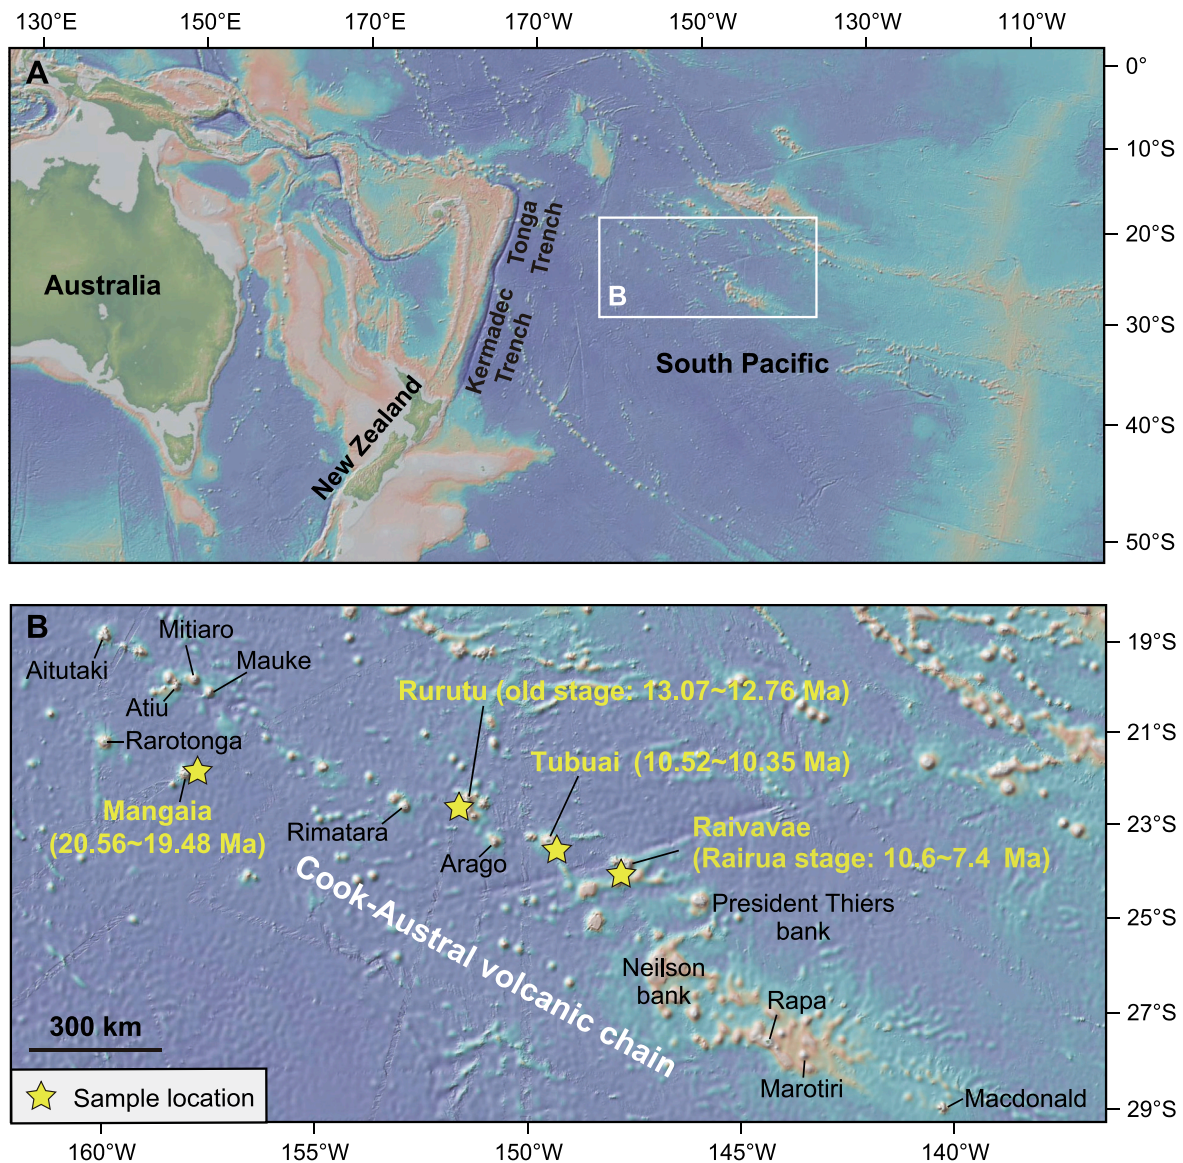 130°E 150°E 170°E 170°W 150°W 130°W 110°W
A
0°
10°S
20°S
30°S
40°S
50°S
Australia
New Zealand
Kermadec
Trench
Tonga
Trench
B
South Pacific
B
Aitutaki
Mitiaro
Mauke
Atiu
Rarotonga
Mangaia
(20.56~19.48 Ma)
Rurutu (old stage: 13.07~12.76 Ma)
Tubuai (10.52~10.35 Ma)
Rimatara
Arago
Raivavae
(Rairua stage: 10.6~7.4 Ma)
Cook-Austral volcanic chain
President Thiers
bank
Neilson
bank
Rapa
Marotiri
Macdonald
300 km
Sample location
19°S
21°S
23°S
25°S
27°S
29°S
160°W 155°W 150°W 145°W 140°W